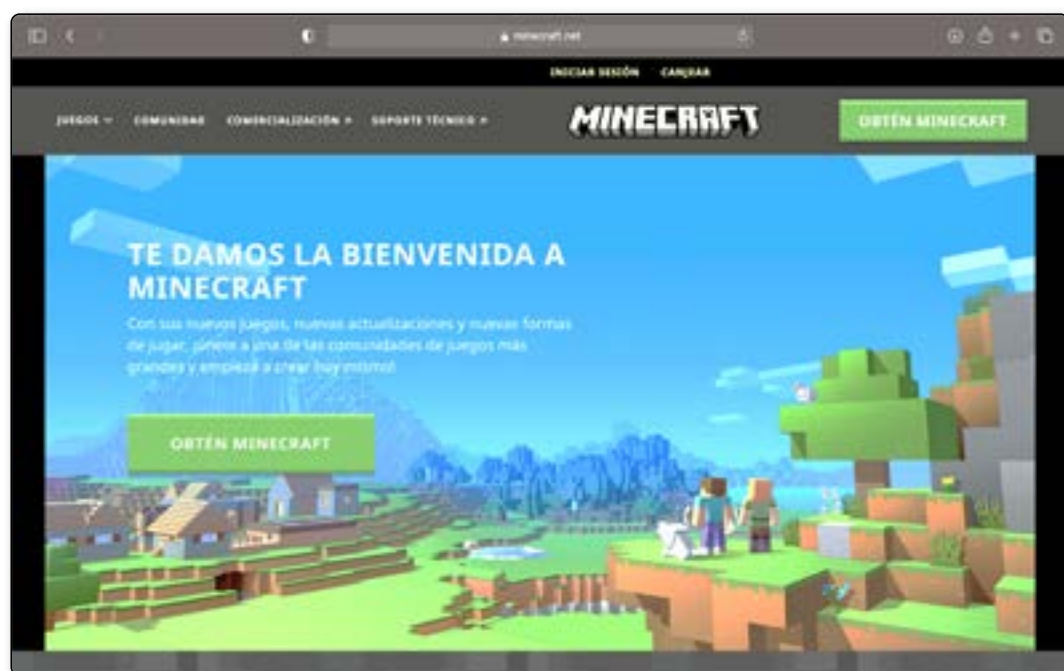 minecraft.net
INICIAR SESIÓN CANJEAR
JUEGOS COMUNIDAD COMERCIALIZACIÓN SOPORTE TÉCNICO MINECRAFT OBTÉN MINECRAFT
TE DAMOS LA BIENVENIDA A
MINECRAFT
Con sus nuevos juegos, nuevas actualizaciones y nuevas formas
de jugar, ¡únete a una de las comunidades de juegos más
grandes y empieza a crear hoy mismo!
OBTÉN MINECRAFT